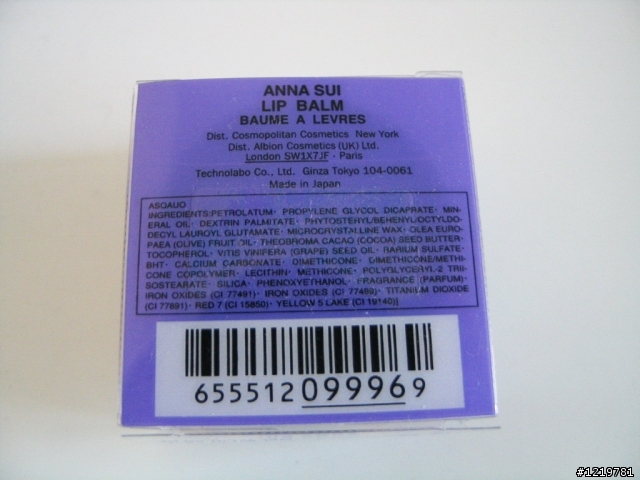 ANNA SUI
LIP BALM
BAUME A LEVRES
Dist. Cosmopolitan Cosmetics New York
Dist. Albion Cosmetics (UK) Ltd.
London SW1X7JF · Paris
Technolabo Co., Ltd. Ginza Tokyo 104-0061
Made in Japan
ASQAUO
INGREDIENTS:PETROLATUM · PROPYLENE GLYCOL DICAPRATE · MIN-
ERAL OIL · DEXTRIN PALMITATE · PHYTOSTERYL/BEHENYL/OCTYLDO-
DECYL LAUROYL GLUTAMATE · MICROCRYSTALLINE WAX · OLEA EURO-
PAEA (OLIVE) FRUIT OIL · THEOBROMA CACAO (COCOA) SEED BUTTER·
TOCOPHEROL · VITIS VINIFERA (GRAPE) SEED OIL · BARIUM SULFATE·
BHT · CALCIUM CARBONATE · DIMETHICONE · DIMETHICONE/METHI-
CONE COPOLYMER · LECITHIN · METHICONE · POLYGLYCERYL-2 TRII-
SOSTEARATE · SILICA · PHENOXYETHANOL · FRAGRANCE (PARFUM)·
IRON OXIDES (CI 77491) · IRON OXIDES (CI 77499) · TITANIUM DIOXIDE
(CI 77891) · RED 7 (CI 15850) · YELLOW 5 LAKE (CI 19140)]
655512 099969
#1219781